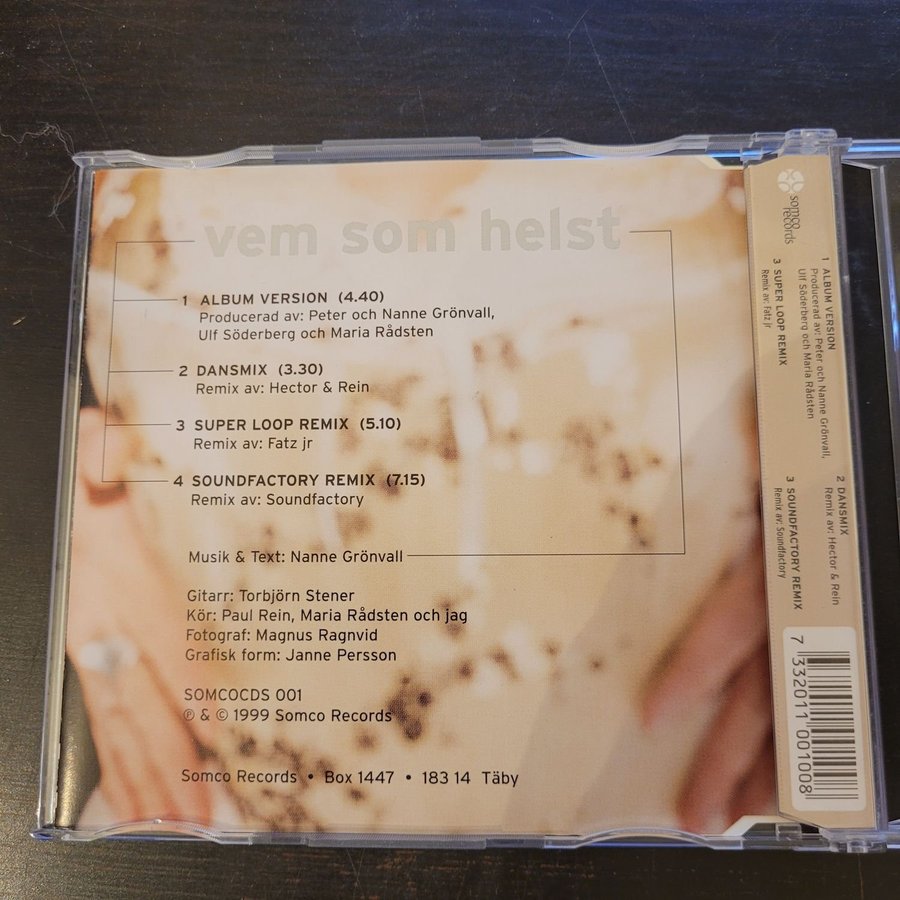 vem som helst
1 ALBUM VERSION (4.40)
Producerad av: Peter och Nanne Grönvall,
Ulf Söderberg och Maria Rådsten
2 DANSMIX (3.30)
Remix av: Hector & Rein
3 SUPER LOOP REMIX (5.10)
Remix av: Fatz jr
4 SOUNDFACTORY REMIX (7.15)
Remix av: Soundfactory
Musik & Text: Nanne Grönvall
Gitarr: Torbjörn Stener
Kör: Paul Rein, Maria Rådsten och jag
Fotograf: Magnus Ragnvid
Grafisk form: Janne Persson
SOMCOCDS 001
℗ & © 1999 Somco Records
Somco Records • Box 1447 • 183 14 Täby
somco
records
1 ALBUM VERSION
Producerad av: Peter och Nanne Grönvall,
Ulf Söderberg och Maria Rådsten
3 SUPER LOOP REMIX
Remix av: Fatz jr
2 DANSMIX
Remix av: Hector & Rein
3 SOUNDFACTORY REMIX
Remix av: Soundfactory
7 332011 001008